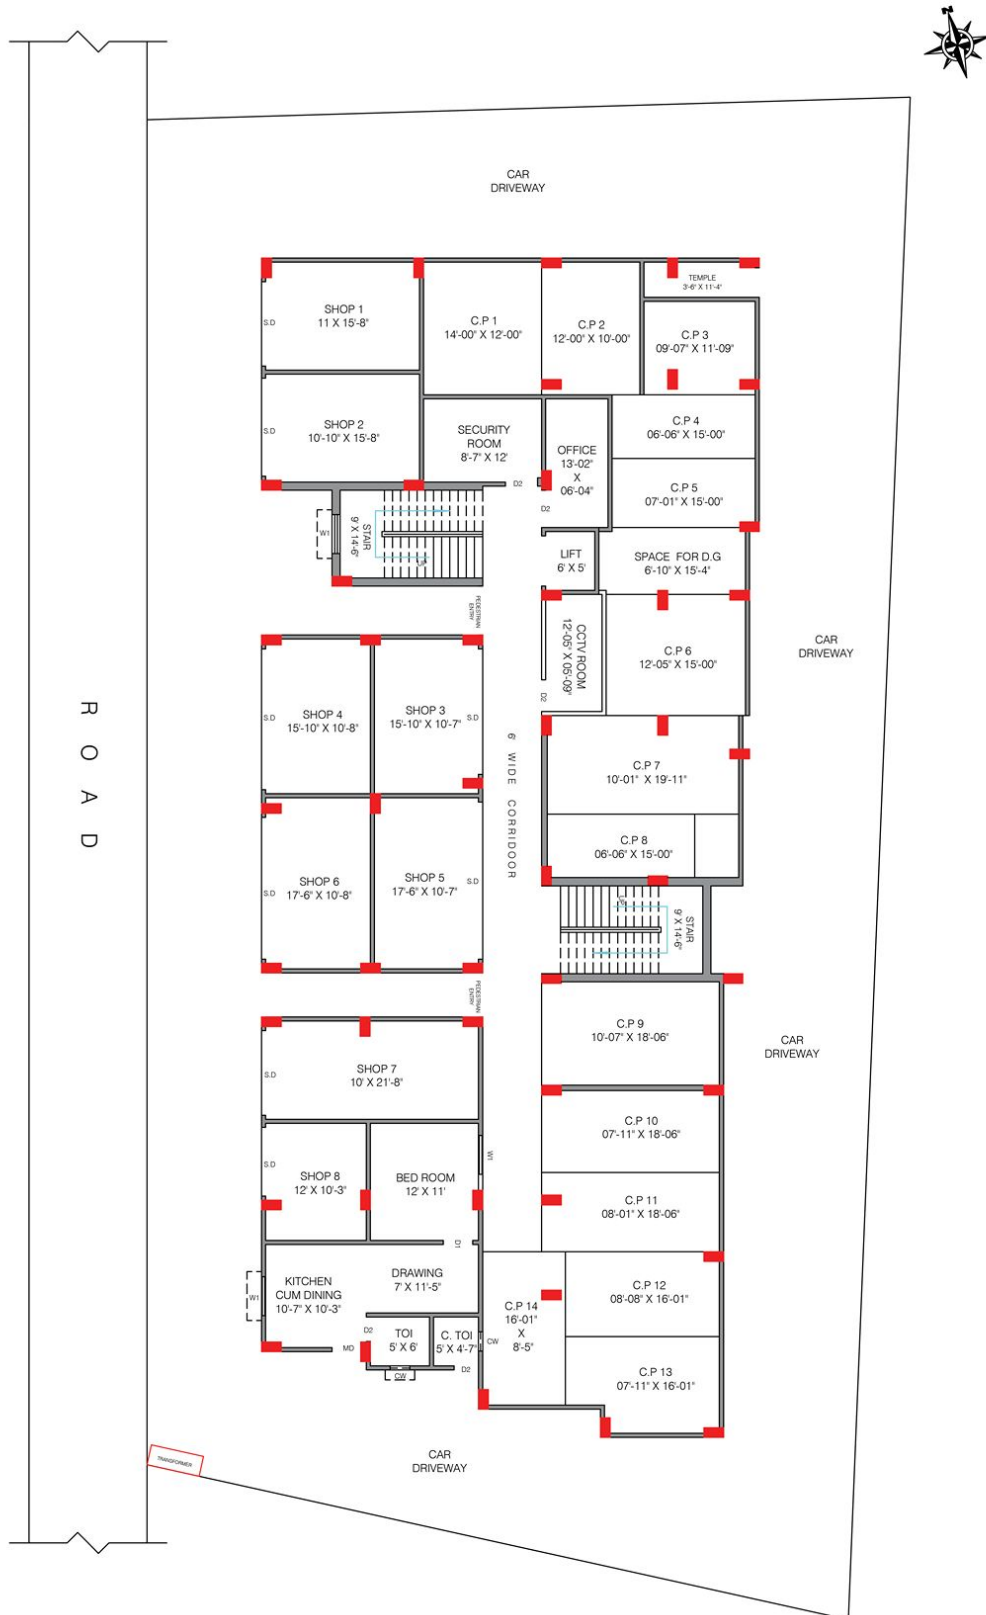 N
CAR
DRIVEWAY
TEMPLE
3'-6" X 11'-4"
SHOP 1
11 X 15'-8"
S.D
C.P 1
14'-00" X 12'-00"
C.P 2
12'-00" X 10'-00"
C.P 3
09'-07" X 11'-09"
SHOP 2
10'-10" X 15'-8"
S.D
SECURITY
ROOM
8'-7" X 12'
D2
OFFICE
13'-02"
X
06'-04"
D2
C.P 4
06'-06" X 15'-00"
C.P 5
07'-01" X 15'-00"
W1
STAIR
9' X 14'-6"
LIFT
6' X 5'
SPACE FOR D.G
6'-10" X 15'-4"
PEDESTRIAN
ENTRY
CCTV ROOM
12'-05" X 05'-09"
D2
C.P 6
12'-05" X 15'-00"
CAR
DRIVEWAY
ROAD
SHOP 4
15'-10" X 10'-8"
S.D
SHOP 3
15'-10" X 10'-7"
S.D
6' WIDE CORRIDOOR
C.P 7
10'-01" X 19'-11"
C.P 8
06'-06" X 15'-00"
SHOP 6
17'-6" X 10'-8"
S.D
SHOP 5
17'-6" X 10'-7"
S.D
UP
STAIR
9' X 14'-6"
PEDESTRIAN
ENTRY
C.P 9
10'-07" X 18'-06"
CAR
DRIVEWAY
SHOP 7
10' X 21'-8"
S.D
C.P 10
07'-11" X 18'-06"
W1
SHOP 8
12' X 10'-3"
S.D
BED ROOM
12' X 11'
C.P 11
08'-01" X 18'-06"
D1
DRAWING
7' X 11'-5"
KITCHEN
CUM DINING
10'-7" X 10'-3"
W1
C.P 12
08'-08" X 16'-01"
C.P 14
16'-01"
X
8'-5"
D2
TOI
5' X 6'
C. TOI
5' X 4'-7"
CW
MD
D2
CW
C.P 13
07'-11" X 16'-01"
CAR
DRIVEWAY
TRANSFORMER